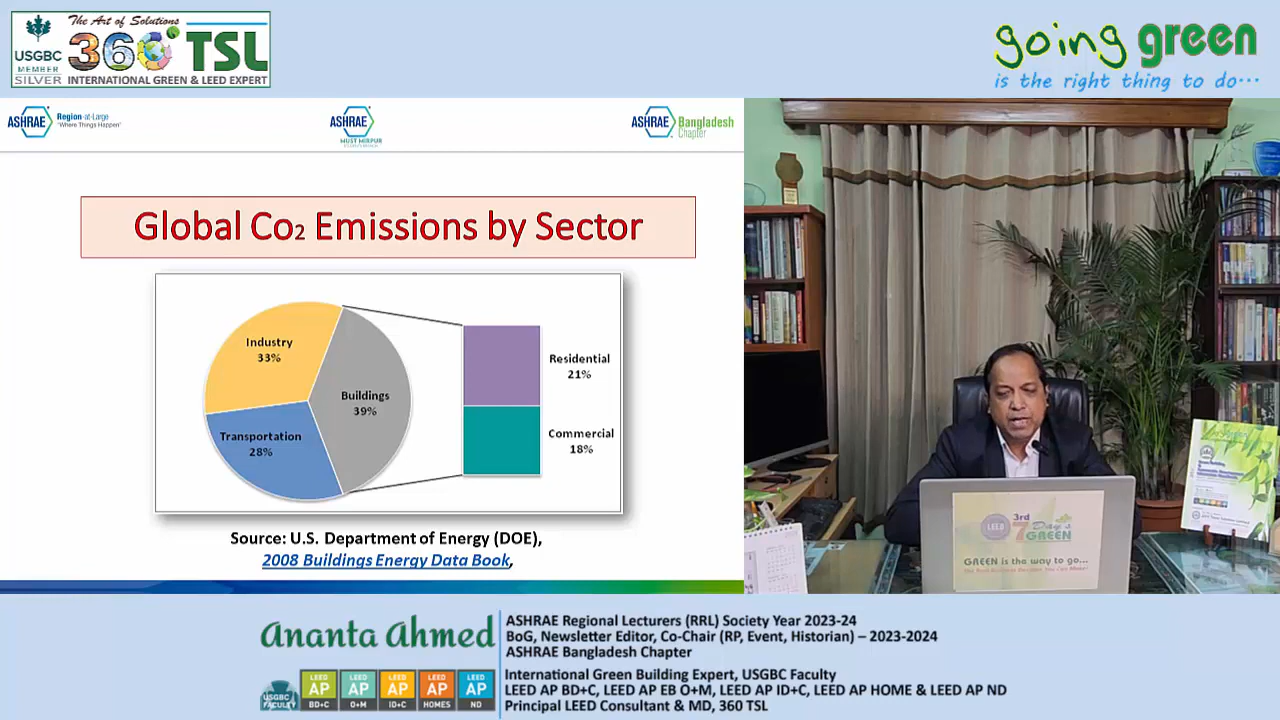 The Art of Solutions
USGBC
MEMBER
SILVER
360° TSL
INTERNATIONAL GREEN & LEED EXPERT
going green
is the right thing to do...
ASHRAE
Region-at-Large
"Where Things Happen"
ASHRAE
MUST MIRPUR
ASHRAE
Bangladesh
Chapter
Global Co2 Emissions by Sector
Industry
33%
Buildings
39%
Transportation
28%
Residential
21%
Commercial
18%
Source: U.S. Department of Energy (DOE),
2008 Buildings Energy Data Book,
LEED
3rd
7 Day's
GREEN
GREEN is the way to go...
Ananta Ahmed
USGBC
FACULTY
LEED
AP
BD+C
LEED
AP
O+M
LEED
AP
ID+C
LEED
AP
HOMES
LEED
AP
ND
ASHRAE Regional Lecturers (RRL) Society Year 2023-24
BoG, Newsletter Editor, Co-Chair (RP, Event, Historian) – 2023-2024
ASHRAE Bangladesh Chapter
International Green Building Expert, USGBC Faculty
LEED AP BD+C, LEED AP EB O+M, LEED AP ID+C, LEED AP HOME & LEED AP ND
Principal LEED Consultant & MD, 360 TSL